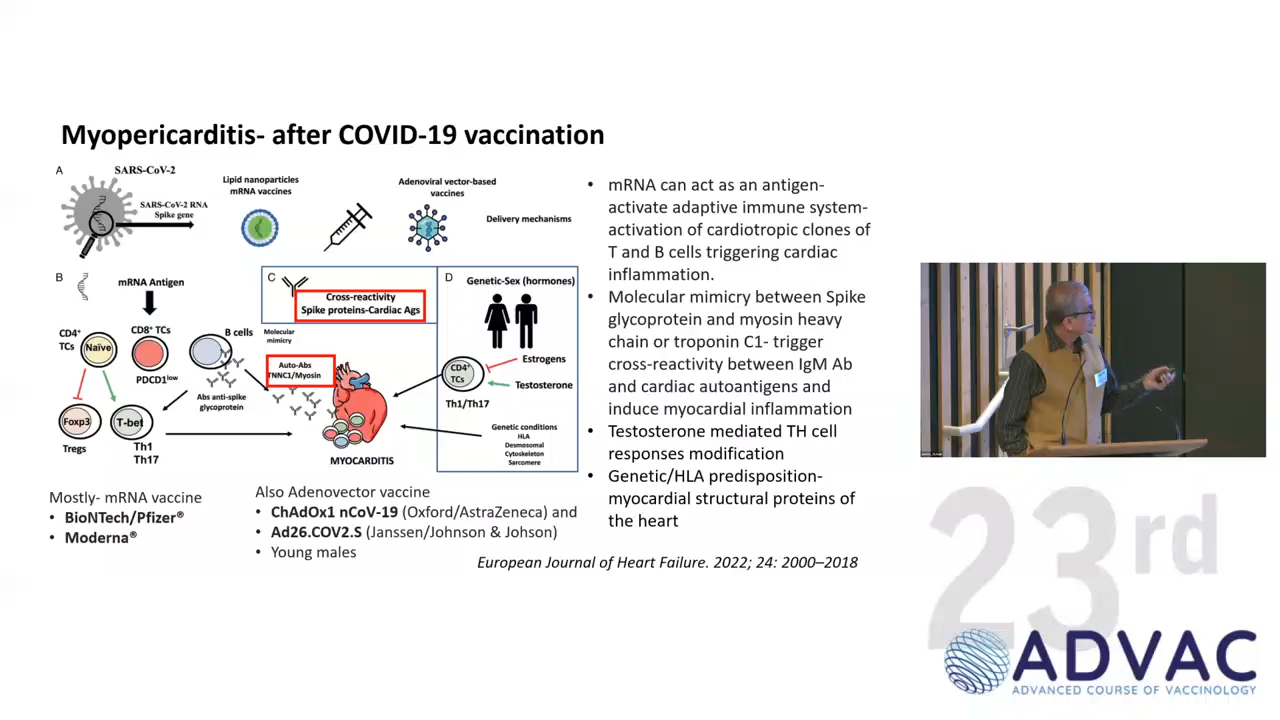 Myopericarditis- after COVID-19 vaccination
A
SARS-CoV-2
SARS-CoV-2 RNA
Spike gene
Lipid nanoparticles
mRNA vaccines
Adenoviral vector-based
vaccines
Delivery mechanisms
B
mRNA Antigen
CD4+
TCs
Naïve
CD8+ TCs
PDCD1low
B cells
Abs anti-spike
glycoprotein
Foxp3
Tregs
T-bet
Th1
Th17
C
Cross-reactivity
Spike proteins-Cardiac Ags
Molecular
mimicry
Auto-Abs
TNNC1/Myosin
MYOCARDITIS
D
Genetic-Sex (hormones)
CD4+
TCs
Th1/Th17
Estrogens
Testosterone
Genetic conditions
HLA
Desmosomal
Cytoskeleton
Sarcomere
Mostly- mRNA vaccine
• BioNTech/Pfizer®
• Moderna®
Also Adenovector vaccine
• ChAdOx1 nCoV-19 (Oxford/AstraZeneca) and
• Ad26.COV2.S (Janssen/Johnson & Johson)
• Young males
• mRNA can act as an antigen-
activate adaptive immune system-
activation of cardiotropic clones of
T and B cells triggering cardiac
inflammation.
• Molecular mimicry between Spike
glycoprotein and myosin heavy
chain or troponin C1- trigger
cross-reactivity between IgM Ab
and cardiac autoantigens and
induce myocardial inflammation
• Testosterone mediated TH cell
responses modification
• Genetic/HLA predisposition-
myocardial structural proteins of
the heart
European Journal of Heart Failure. 2022; 24: 2000–2018
23rd
ADVAC
ADVANCED COURSE OF VACCINOLOGY